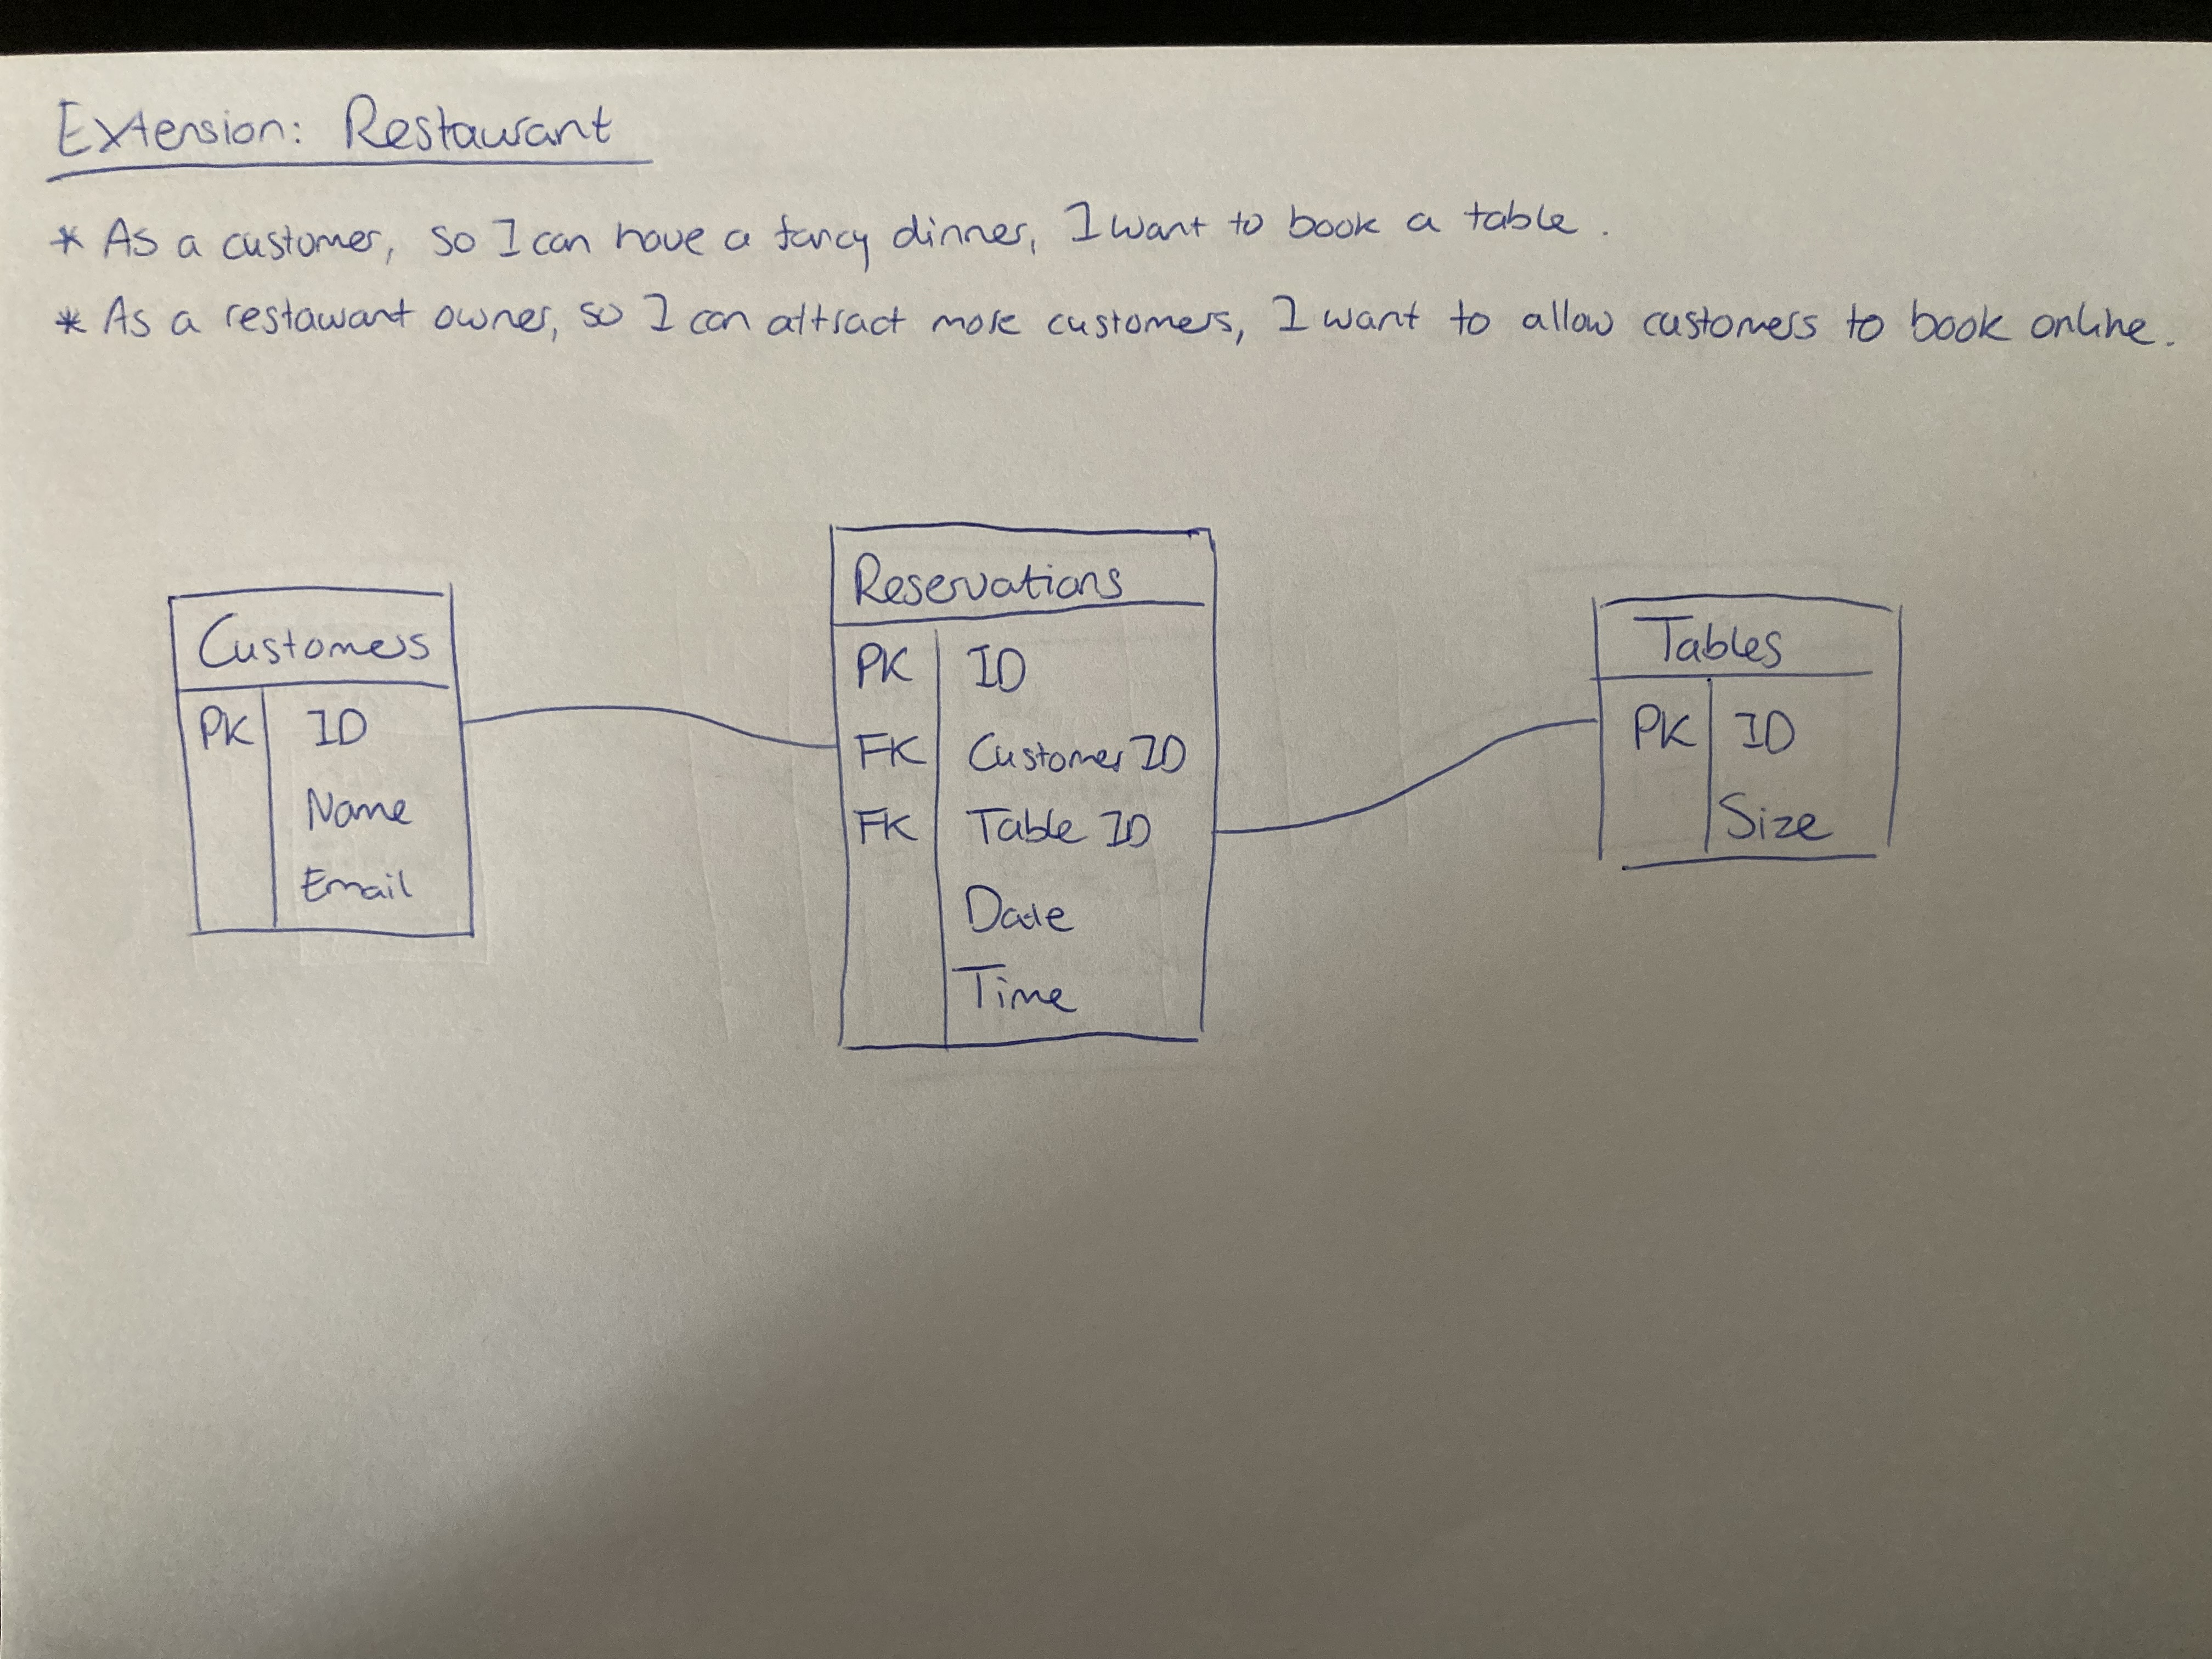 Extension: Restaurant
* As a customer, so I can have a fancy dinner, I want to book a table.
* As a restaurant owner, so I can attract more customers, I want to allow customers to book online.
Customers
PK ID
Name
Email
Reservations
PK ID
FK Customer ID
FK Table ID
Date
Time
Tables
PK ID
Size